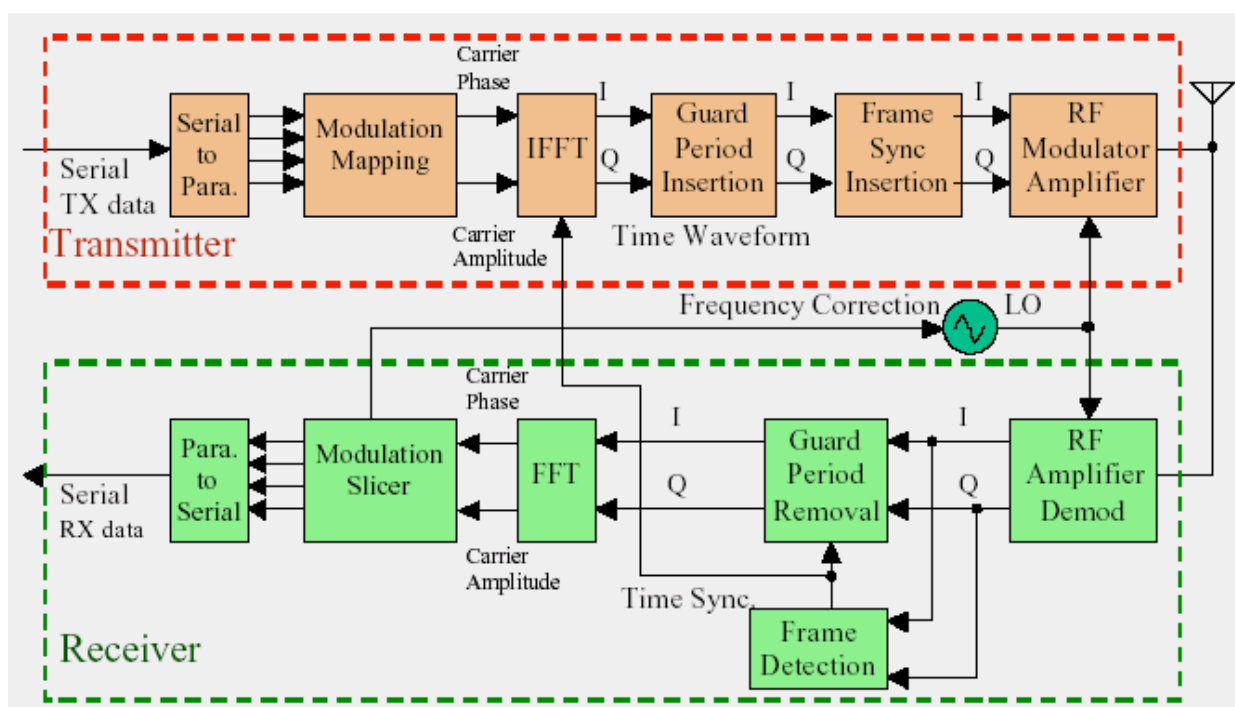 Carrier
Phase
Serial
to
Para.
Modulation
Mapping
IFFT
I
Q
Guard
Period
Insertion
I
Q
Frame
Sync
Insertion
I
Q
RF
Modulator
Amplifier
Serial
TX data
Transmitter
Carrier
Amplitude
Time Waveform
Frequency Correction
LO
Carrier
Phase
Para.
to
Serial
Modulation
Slicer
FFT
I
Q
Guard
Period
Removal
I
Q
RF
Amplifier
Demod
Serial
RX data
Carrier
Amplitude
Time Sync.
Frame
Detection
Receiver